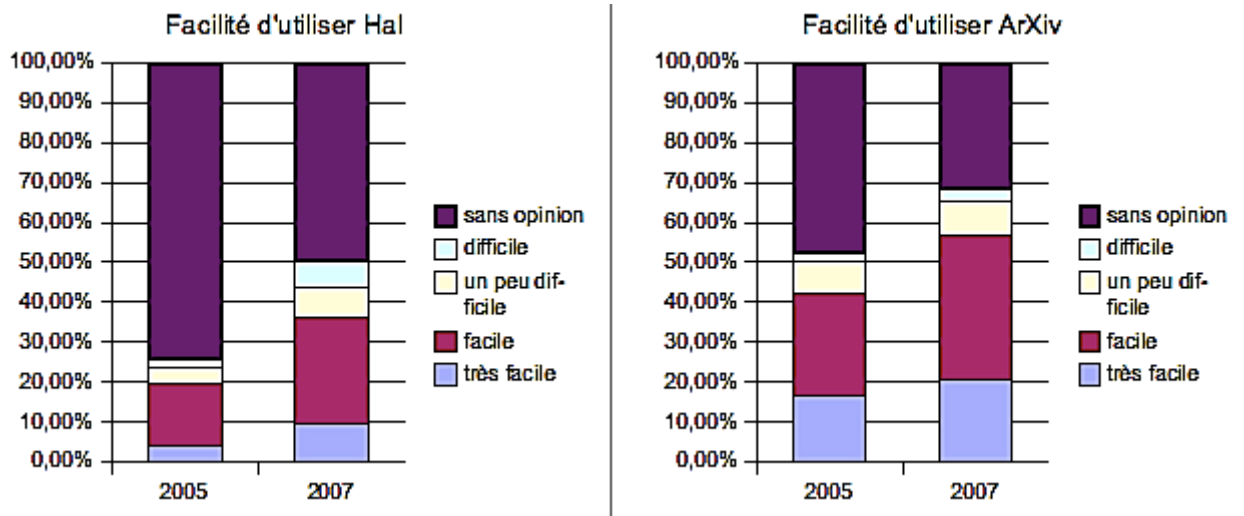 Facilité d'utiliser Hal
100,00%
90,00%
80,00%
70,00%
60,00%
50,00%
40,00%
30,00%
20,00%
10,00%
0,00%
2005
2007
sans opinion
difficile
un peu dif-
ficile
facile
très facile
Facilité d'utiliser ArXiv
100,00%
90,00%
80,00%
70,00%
60,00%
50,00%
40,00%
30,00%
20,00%
10,00%
0,00%
2005
2007
sans opinion
difficile
un peu dif-
ficile
facile
très facile